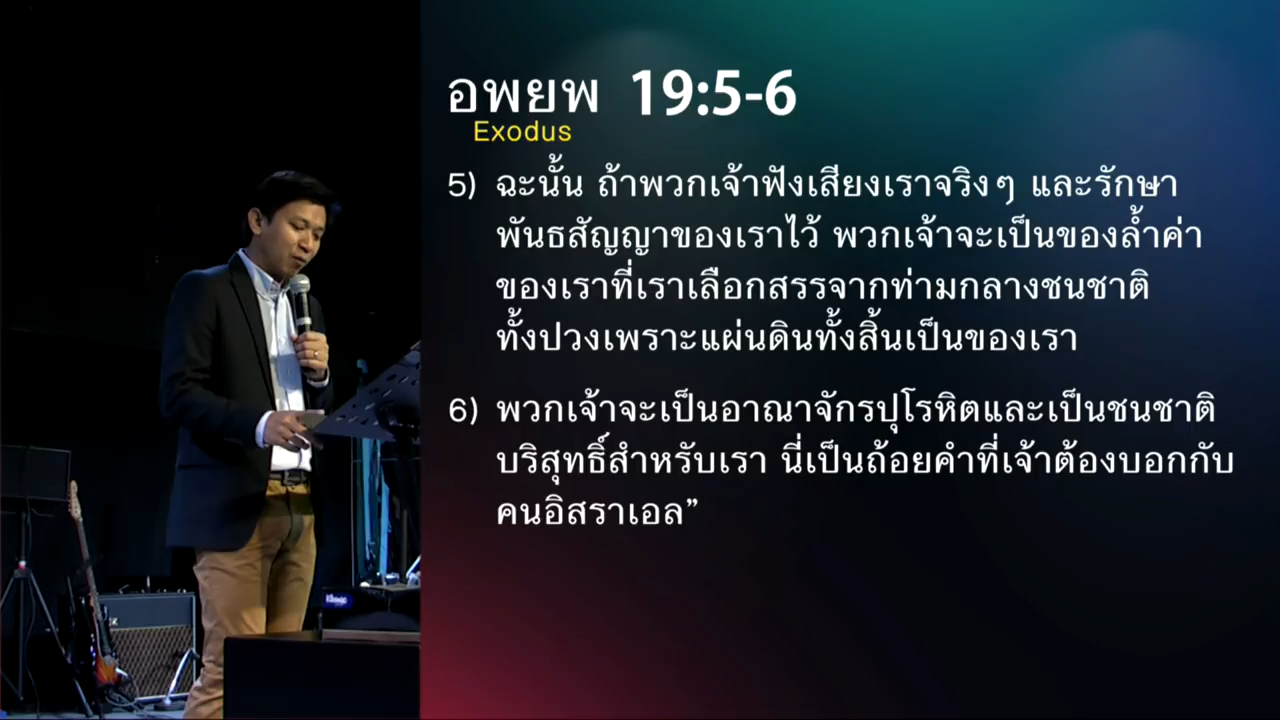 อพยพ 19:5-6
Exodus
5) ฉะนั้น ถ้าพวกเจ้าฟังเสียงเราจริงๆ และรักษา
พันธสัญญาของเราไว้ พวกเจ้าจะเป็นของล้ำค่า
ของเราที่เราเลือกสรรจากท่ามกลางชนชาติ
ทั้งปวงเพราะแผ่นดินทั้งสิ้นเป็นของเรา
6) พวกเจ้าจะเป็นอาณาจักรปุโรหิตและเป็นชนชาติ
บริสุทธิ์สำหรับเรา นี่เป็นถ้อยคำที่เจ้าต้องบอกกับ
คนอิสราเอล”